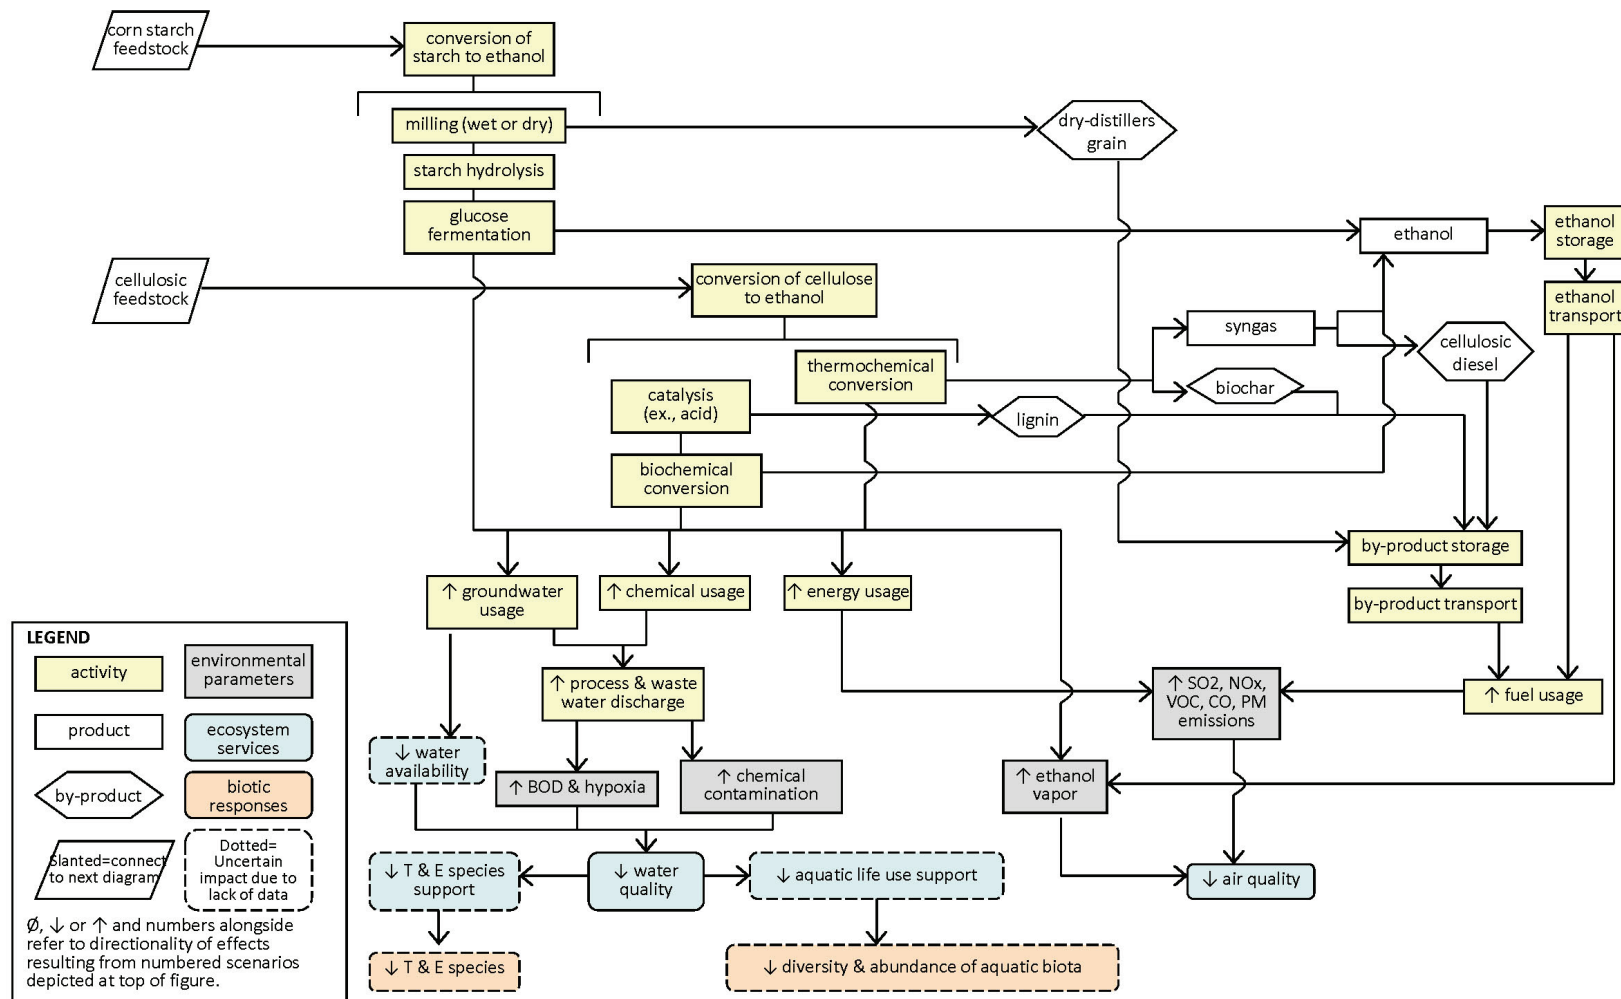 corn starch
feedstock
conversion of
starch to ethanol
milling (wet or dry)
dry-distillers
grain
starch hydrolysis
glucose
fermentation
ethanol
ethanol
storage
cellulosic
feedstock
conversion of cellulose
to ethanol
ethanol
transport
syngas
cellulosic
diesel
thermochemical
conversion
biochar
catalysis
(ex., acid)
lignin
biochemical
conversion
by-product storage
↑ groundwater
usage
↑ chemical usage
↑ energy usage
by-product transport
↑ process & waste
water discharge
↑ SO2, NOx,
VOC, CO, PM
emissions
↑ fuel usage
↓ water
availability
↑ BOD & hypoxia
↑ chemical
contamination
↑ ethanol
vapor
↓ T & E species
support
↓ water
quality
↓ aquatic life use support
↓ air quality
↓ T & E species
↓ diversity & abundance of aquatic biota
LEGEND
activity
environmental
parameters
product
ecosystem
services
by-product
biotic
responses
Slanted=connect
to next diagram
Dotted=
Uncertain
impact due to
lack of data
Ø, ↓ or ↑ and numbers alongside
refer to directionality of effects
resulting from numbered scenarios
depicted at top of figure.